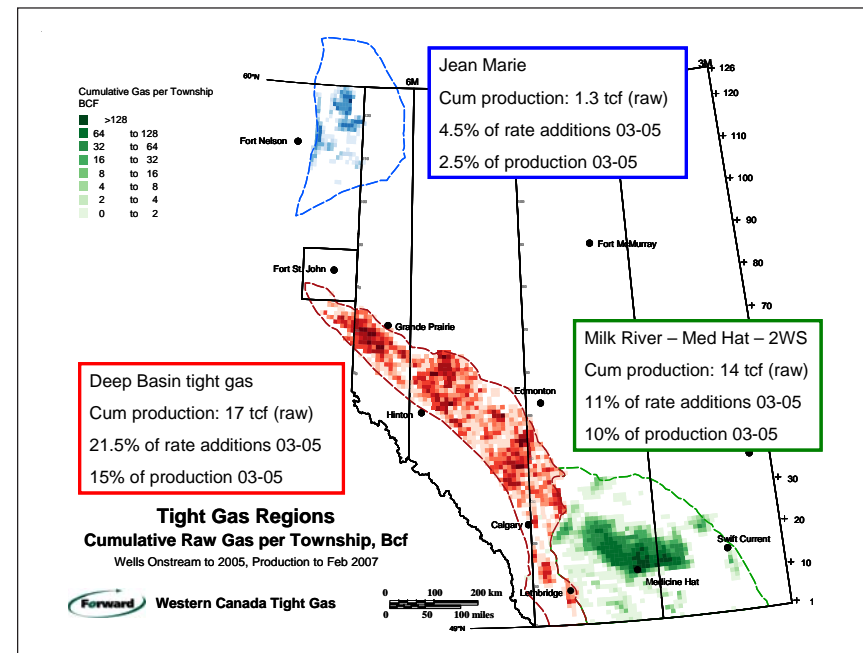 60°N
6M
3M
126
120
110
100
90
80
70
30
20
10
1
49°N
Cumulative Gas per Township
BCF
>128
64 to 128
32 to 64
16 to 32
8 to 16
4 to 8
2 to 4
0 to 2
Jean Marie
Cum production: 1.3 tcf (raw)
4.5% of rate additions 03-05
2.5% of production 03-05
Fort Nelson
Fort McMurray
Fort St. John
Grande Prairie
Milk River – Med Hat – 2WS
Cum production: 14 tcf (raw)
11% of rate additions 03-05
10% of production 03-05
Deep Basin tight gas
Cum production: 17 tcf (raw)
21.5% of rate additions 03-05
15% of production 03-05
Edmonton
Hinton
Calgary
Swift Current
Medicine Hat
Lethbridge
Tight Gas Regions
Cumulative Raw Gas per Township, Bcf
Wells Onstream to 2005, Production to Feb 2007
Forward
Western Canada Tight Gas
0 100 200 km
0 50 100 miles